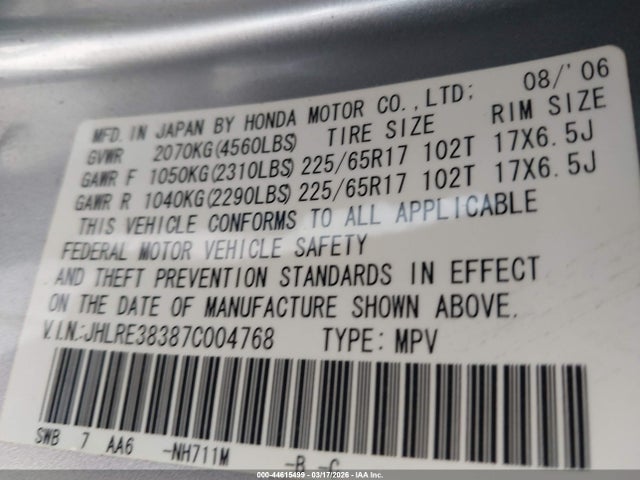 MFD. IN JAPAN BY HONDA MOTOR CO., LTD; 08/'06
GVWR 2070KG(4560LBS) TIRE SIZE RIM SIZE
GAWR F 1050KG(2310LBS) 225/65R17 102T 17X6.5J
GAWR R 1040KG(2290LBS) 225/65R17 102T 17X6.5J
THIS VEHICLE CONFORMS TO ALL APPLICABLE
FEDERAL MOTOR VEHICLE SAFETY
AND THEFT PREVENTION STANDARDS IN EFFECT
ON THE DATE OF MANUFACTURE SHOWN ABOVE.
V.I.N.:JHLRE38387C004768 TYPE: MPV
SWB 7 AA6 -NH711M -B -C
000-44615499 - 03/17/2026 - IAA Inc.